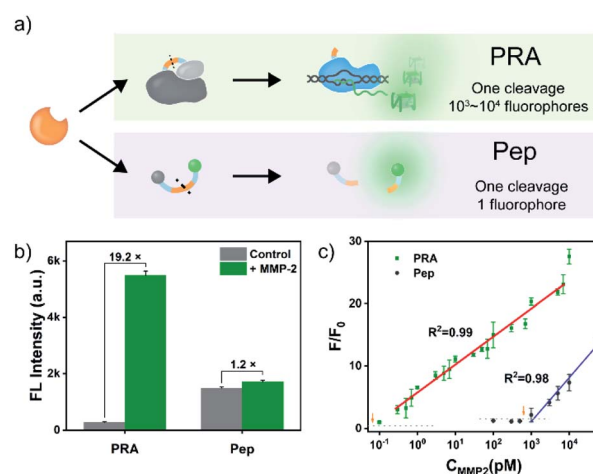 a)
PRA
One cleavage
10³~10⁴ fluorophores
Pep
One cleavage
1 fluorophore
b)
FL Intensity (a.u.)
6k
4k
2k
0
19.2 ×
1.2 ×
Control
+ MMP-2
PRA
Pep
c)
F/F₀
30
20
10
0
PRA
Pep
R²=0.99
R²=0.98
10⁻¹ 10⁰ 10¹ 10² 10³ 10⁴
C_MMP2(pM)